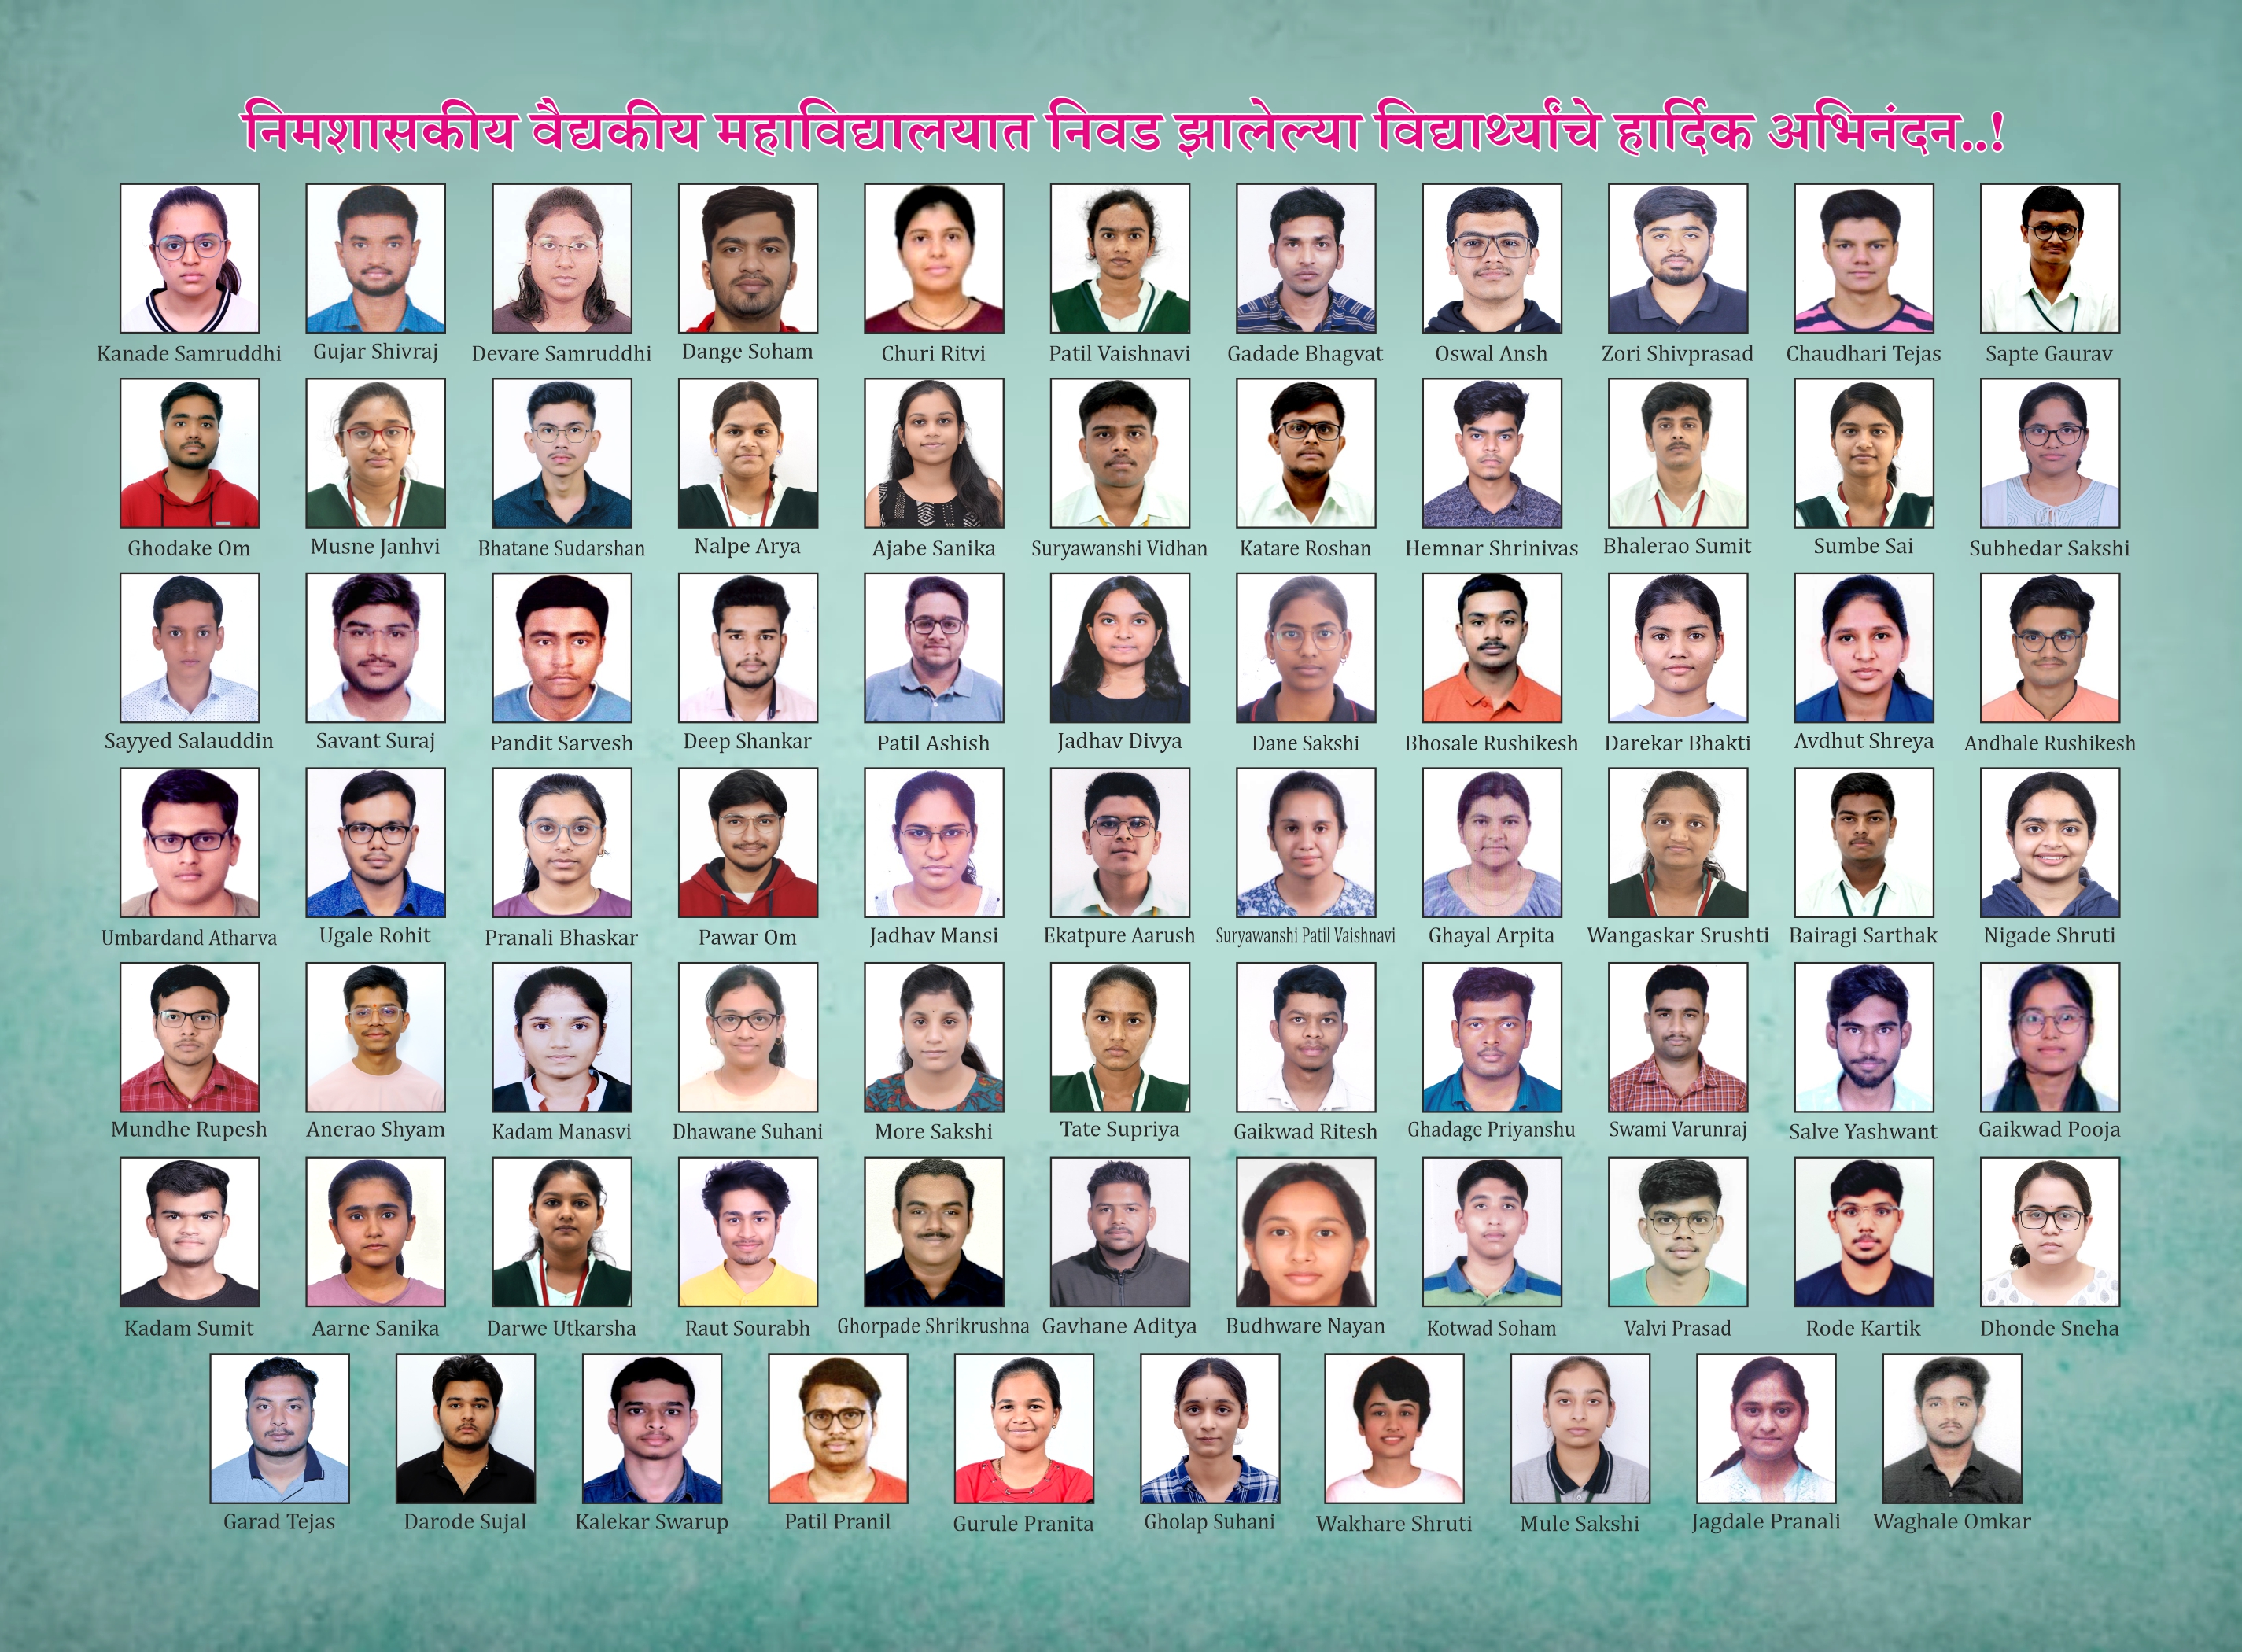 निमशासकीय वैद्यकीय महाविद्यालयात निवड झालेल्या विद्यार्थ्यांचे हार्दिक अभिनंदन..!
Kanade Samruddhi Gujar Shivraj Devare Samruddhi Dange Soham Churi Ritvi Patil Vaishnavi Gadade Bhagvat Oswal Ansh Zori Shivprasad Chaudhari Tejas Sapte Gaurav
Ghodake Om Musne Janhvi Bhatane Sudarshan Nalpe Arya Ajabe Sanika Suryawanshi Vidhan Katare Roshan Hemnar Shrinivas Bhalerao Sumit Sumbe Sai Subhedar Sakshi
Sayyed Salauddin Savant Suraj Pandit Sarvesh Deep Shankar Patil Ashish Jadhav Divya Dane Sakshi Bhosale Rushikesh Darekar Bhakti Avdhut Shreya Andhale Rushikesh
Umbardand Atharva Ugale Rohit Pranali Bhaskar Pawar Om Jadhav Mansi Ekatpure Aarush Suryawanshi Patil Vaishnavi Ghayal Arpita Wangaskar Srushti Bairagi Sarthak Nigade Shruti
Mundhe Rupesh Anerao Shyam Kadam Manasvi Dhawane Suhani More Sakshi Tate Supriya Gaikwad Ritesh Ghadage Priyanshu Swami Varunraj Salve Yashwant Gaikwad Pooja
Kadam Sumit Aarne Sanika Darwe Utkarsha Raut Sourabh Ghorpade Shrikrushna Gavhane Aditya Budhware Nayan Kotwad Soham Valvi Prasad Rode Kartik Dhonde Sneha
Garad Tejas Darode Sujal Kalekar Swarup Patil Pranil Gurule Pranita Gholap Suhani Wakhare Shruti Mule Sakshi Jagdale Pranali Waghale Omkar